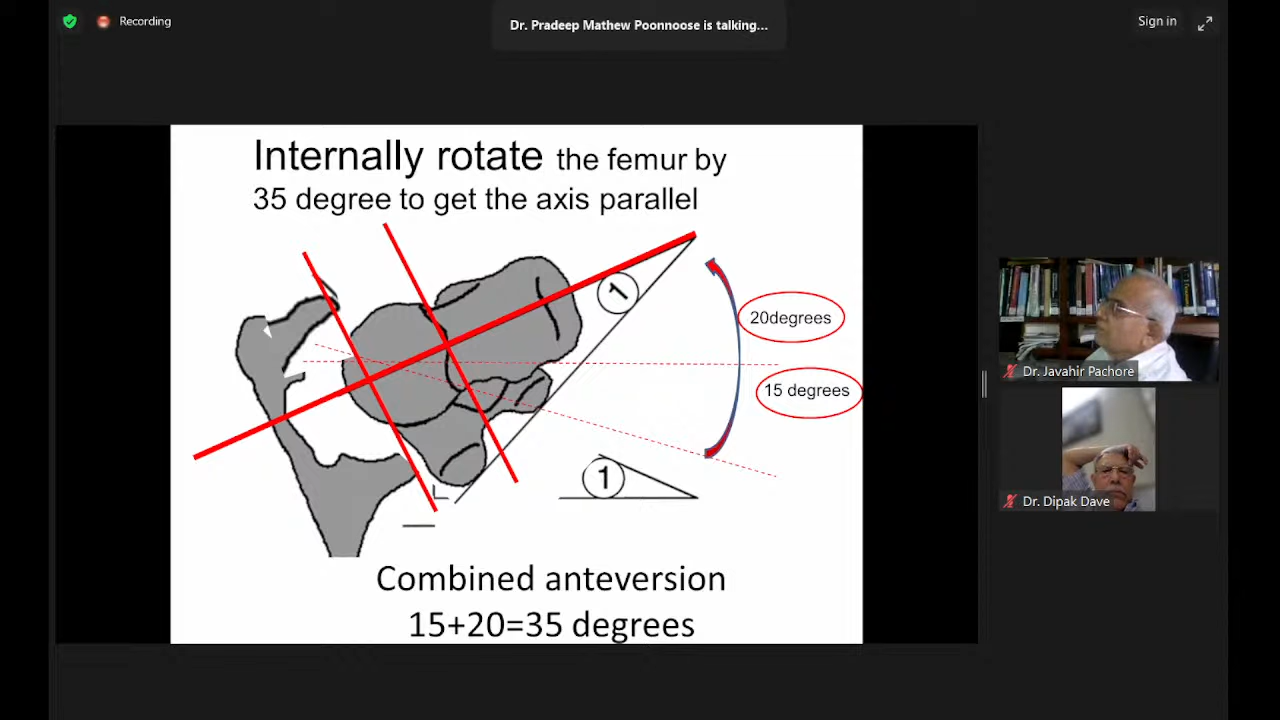 Recording
Dr. Pradeep Mathew Poonnoose is talking...
Sign in
Internally rotate the femur by
35 degree to get the axis parallel
1
20degrees
15 degrees
1
Combined anteversion
15+20=35 degrees
Dr. Javahir Pachore
Dr. Dipak Dave